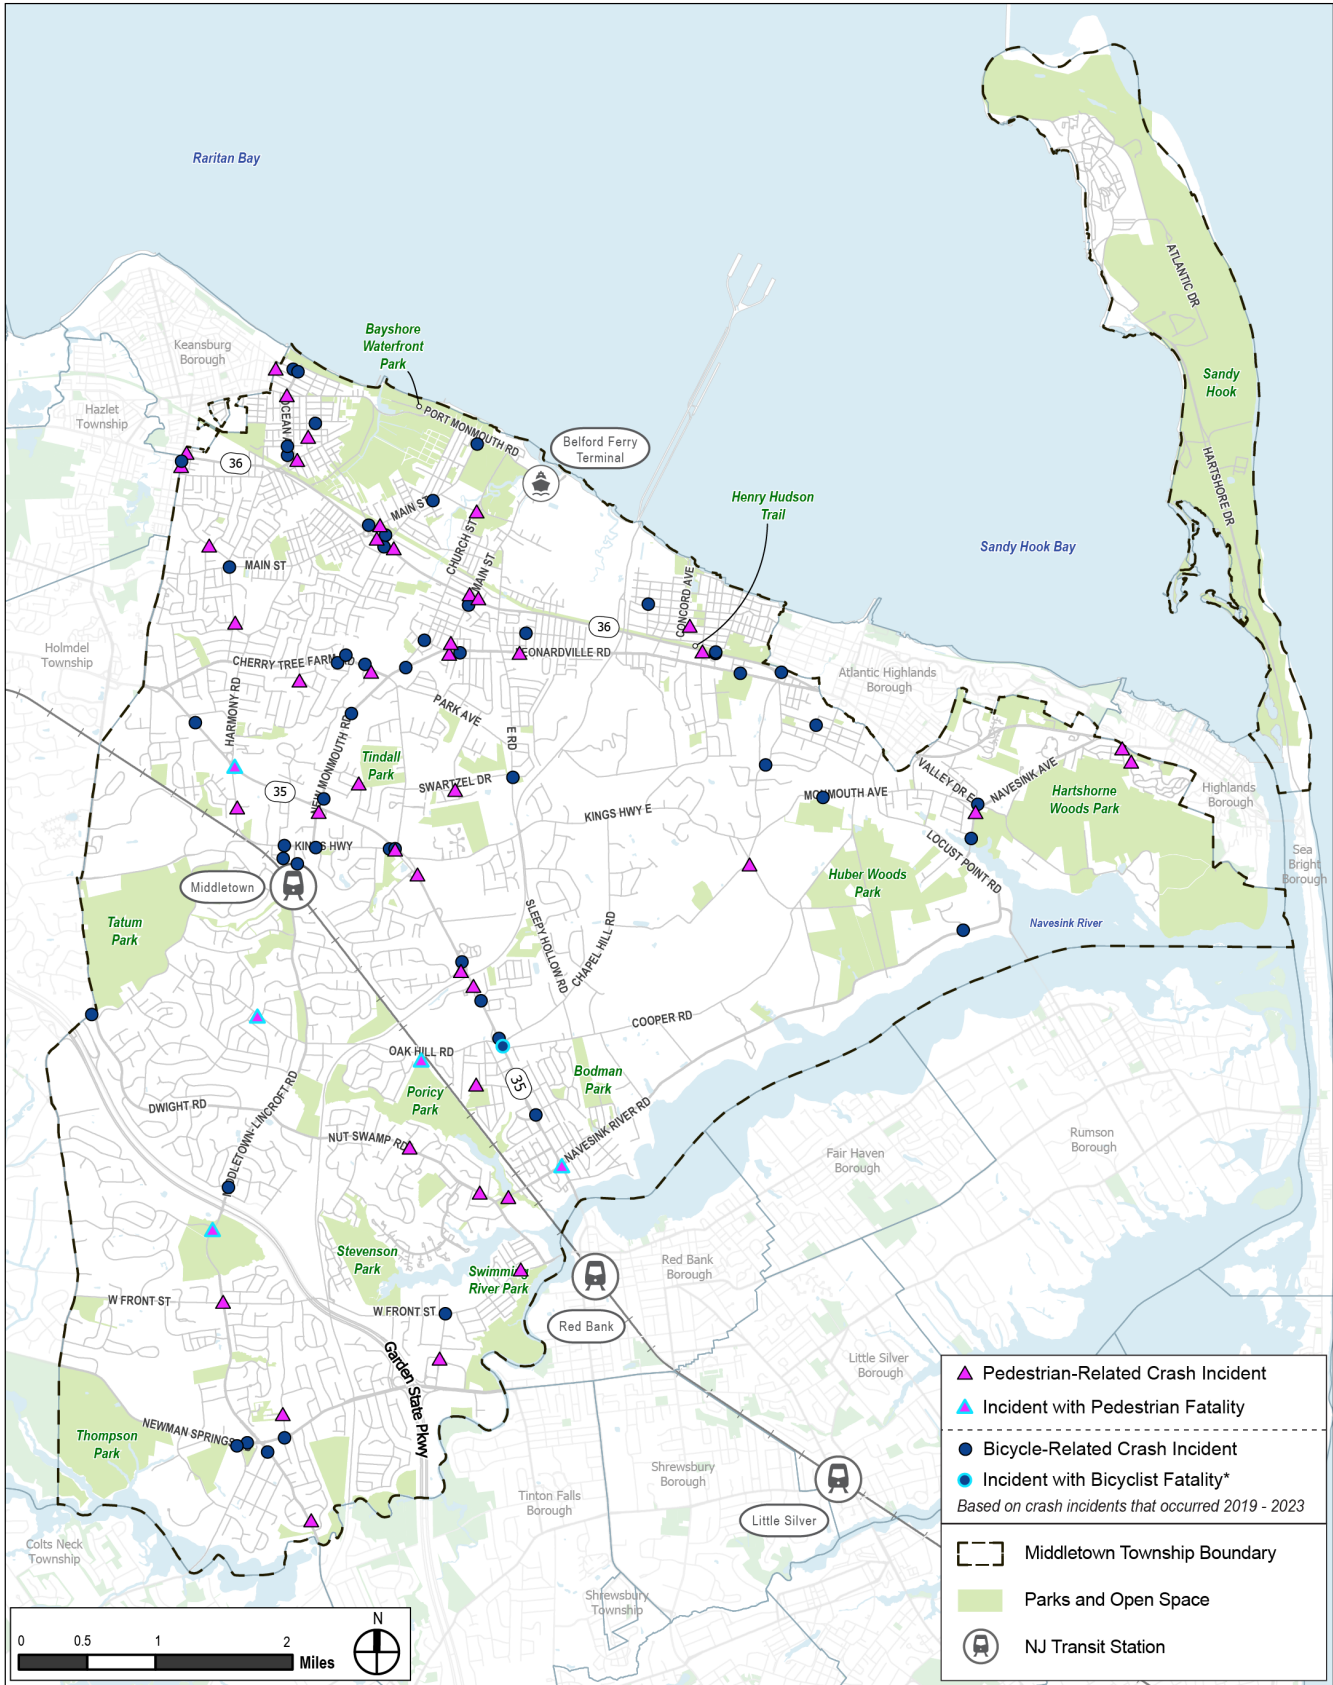 Raritan Bay
ATLANTIC DR
Bayshore
Waterfront
Park
Keansburg
Borough
Sandy
Hook
Hazlet
Township
OCEAN A
PORT MONMOUTH RD
Belford Ferry
Terminal
36
HARTSHORE DR
Henry Hudson
Trail
MAIN ST
CHURCH ST
Sandy Hook Bay
MAIN ST
MAIN ST
CONCORD AVE
36
Holmdel
Township
CHERRY TREE FARM RD
EONARDVILLE RD
Atlantic Highlands
Borough
HARMONY RD
PARK AVE
NEW MONMOUTH RD
E RD
Tindall
Park
VALLEY DR E
NAVESINK AVE
SWARTZEL DR
35
MONMOUTH AVE
Hartshorne
Woods Park
Highlands
Borough
KINGS HWY E
KINGS HWY
LOCUST POINT RD
Sea
Bright
Borough
Huber Woods
Park
Middletown
Tatum
Park
SLEEPY HOLLOW RD
CHAPEL HILL RD
Navesink River
COOPER RD
OAK HILL RD
Bodman
Park
35
Poricy
Park
DWIGHT RD
DDLETOWN- LINCROFT RD
NUT SWAMP RD
NAVESINK RIVER RD
Rumson
Borough
Fair Haven
Borough
Stevenson
Park
Red Bank
Borough
Swimming
River Park
W FRONT ST
W FRONT ST
Red Bank
Garden State Pkwy
Little Silver
Borough
NEWMAN SPRINGS
Thompson
Park
Shrewsbury
Borough
Tinton Falls
Borough
Little Silver
Colts Neck
Township
Shrewsbury
Township
Pedestrian-Related Crash Incident
Incident with Pedestrian Fatality
Bicycle-Related Crash Incident
Incident with Bicyclist Fatality*
Based on crash incidents that occurred 2019 - 2023
Middletown Township Boundary
Parks and Open Space
NJ Transit Station
N
0 0.5 1 2
Miles